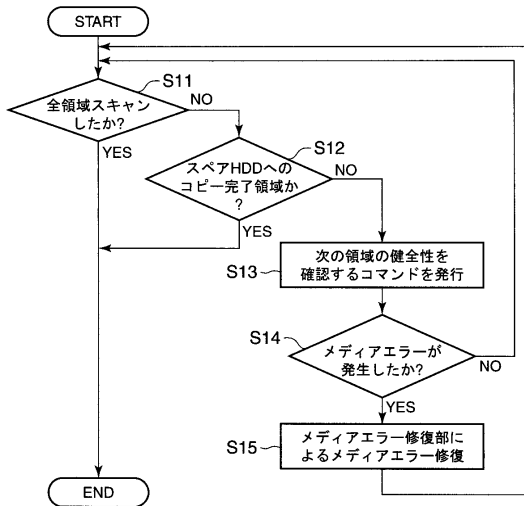 START
S11
全領域スキャン
したか?
NO
YES
S12
スペアHDDへの
コピー完了領域か
?
NO
YES
S13
次の領域の健全性を
確認するコマンドを発行
S14
メディアエラーが
発生したか?
NO
YES
S15
メディアエラー修復部に
よるメディアエラー修復
END